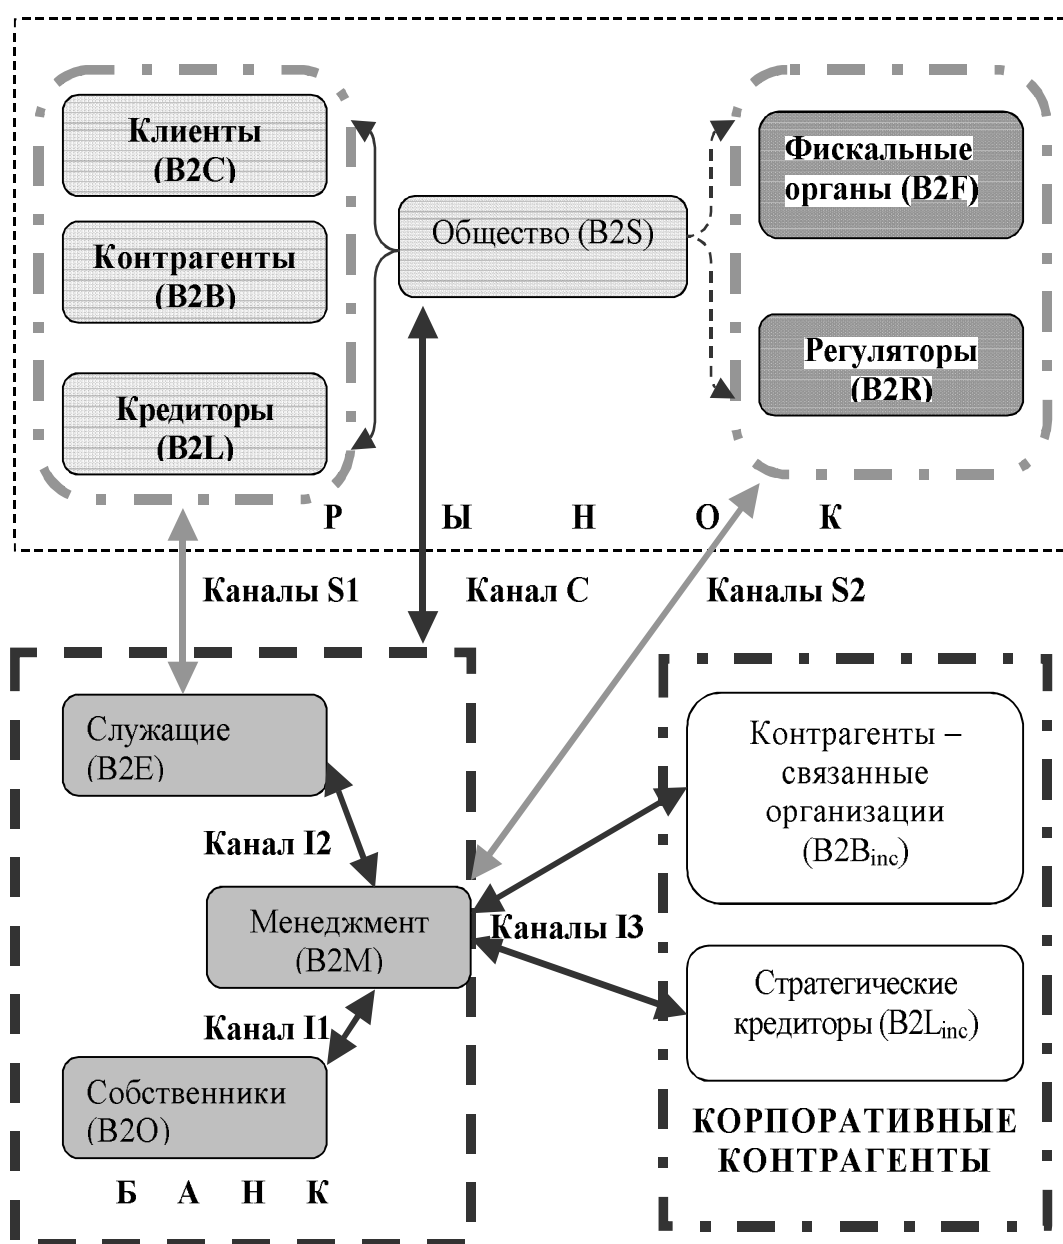 Клиенты
(B2C)
Контрагенты
(B2B)
Кредиторы
(B2L)
Общество (B2S)
Фискальные
органы (B2F)
Регуляторы
(B2R)
Р Ы Н О К
Каналы S1
Канал С
Каналы S2
Служащие
(B2E)
Канал I2
Менеджмент
(B2M)
Каналы I3
Канал I1
Собственники
(B2O)
Б А Н К
Контрагенты –
связанные
организации
(B2Binc)
Стратегические
кредиторы (B2Linc)
КОРПОРАТИВНЫЕ
КОНТРАГЕНТЫ